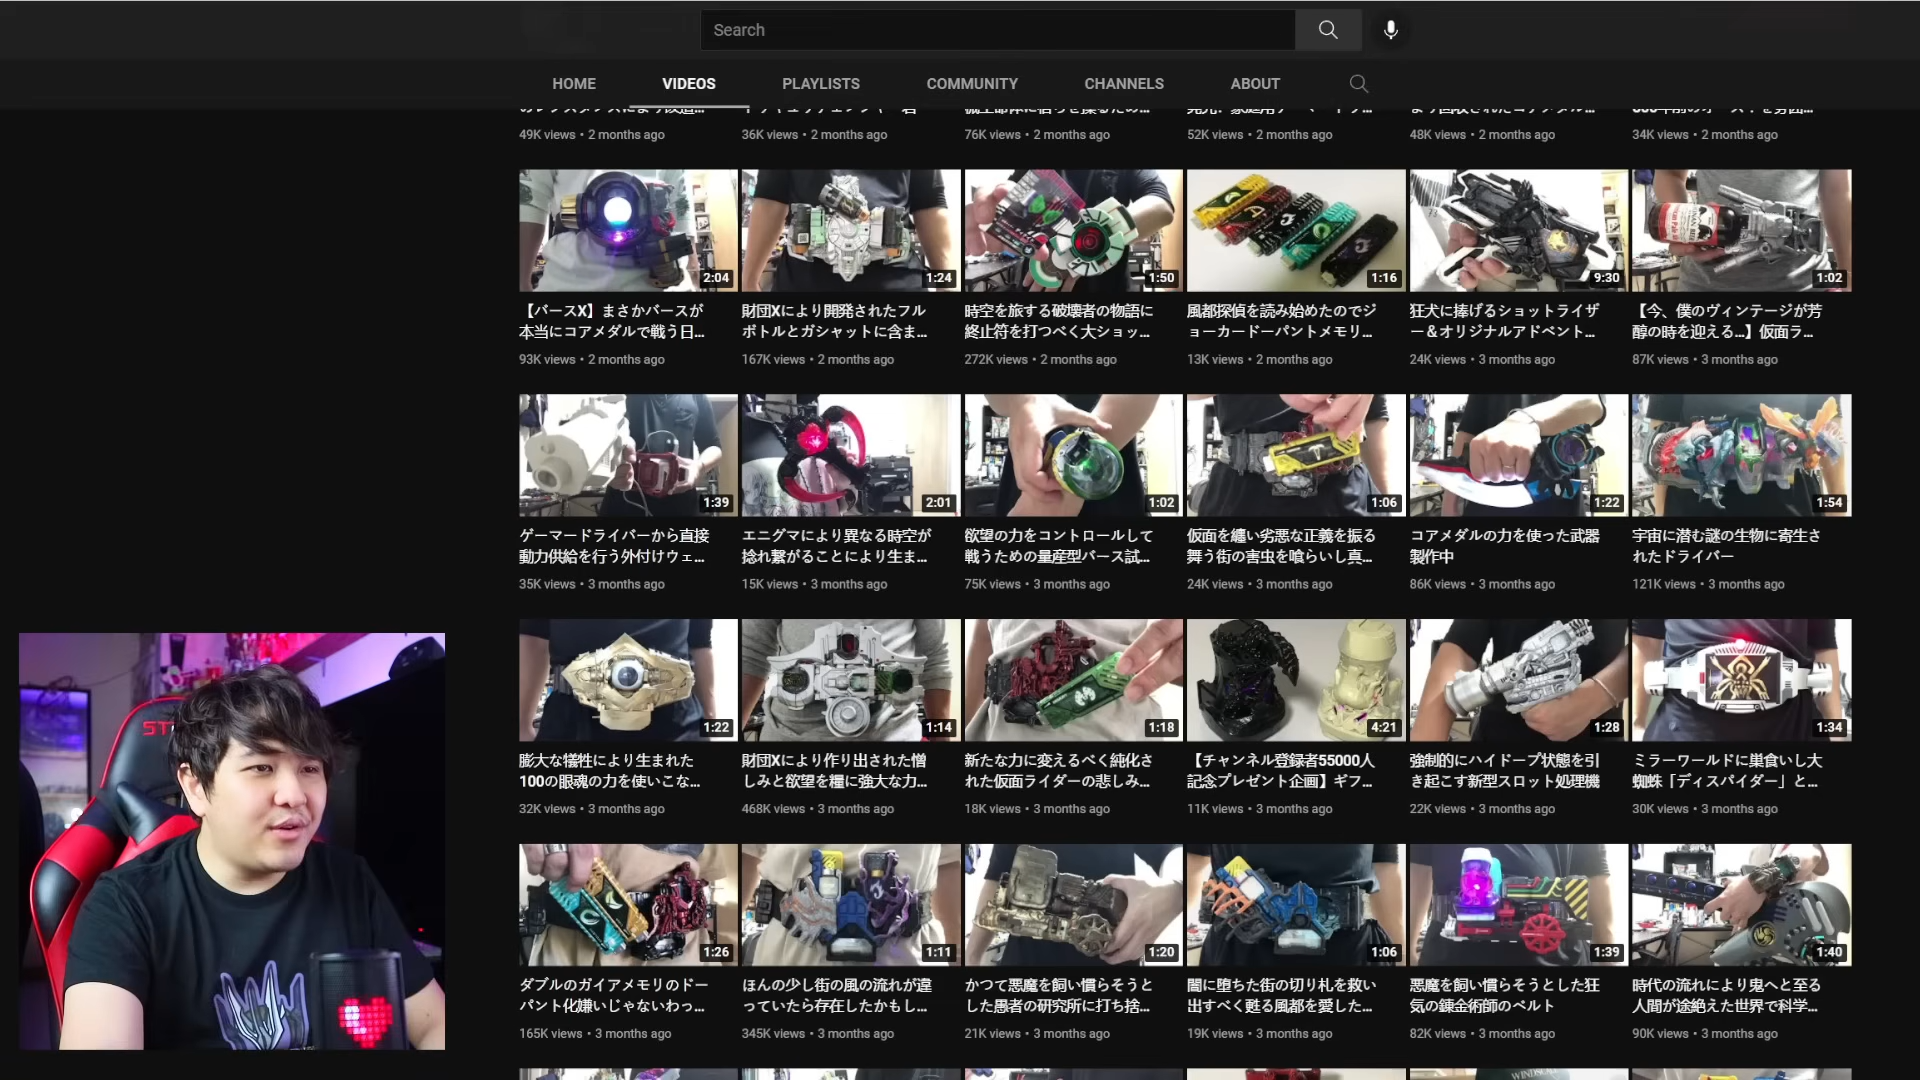 Search
HOME
VIDEOS
PLAYLISTS
COMMUNITY
CHANNELS
ABOUT
49K views • 2 months ago
36K views • 2 months ago
76K views • 2 months ago
52K views • 2 months ago
48K views • 2 months ago
34K views • 2 months ago
2:04
1:24
1:50
1:16
9:30
1:02
【バースX】まさかバースが
本当にコアメダルで戦う日...
93K views • 2 months ago
財団Xにより開発されたフル
ボトルとガシャットに含ま...
167K views • 2 months ago
時空を旅する破壊者の物語に
終止符を打つべく大ショッ...
272K views • 2 months ago
風都探偵を読み始めたのでジ
ョーカードーパントメモリ...
13K views • 2 months ago
狂犬に捧げるショットライザ
ー＆オリジナルアドベント...
24K views • 3 months ago
【今、僕のヴィンテージが芳
醇の時を迎える...】仮面ラ...
87K views • 3 months ago
1:39
2:01
1:02
1:06
1:22
1:54
ゲーマードライバーから直接
動力供給を行う外付けウェ...
35K views • 3 months ago
エニグマにより異なる時空が
捻れ繋がることにより生ま...
15K views • 3 months ago
欲望の力をコントロールして
戦うための量産型バース試...
75K views • 3 months ago
仮面を纏い劣悪な正義を振る
舞う街の害虫を喰らいし真...
24K views • 3 months ago
コアメダルの力を使った武器
製作中
86K views • 3 months ago
宇宙に潜む謎の生物に寄生さ
れたドライバー
121K views • 3 months ago
1:22
1:14
1:18
4:21
1:28
1:34
膨大な犠牲により生まれた
100の眼魂の力を使いこな...
32K views • 3 months ago
財団Xにより作り出された憎
しみと欲望を糧に強大な力...
468K views • 3 months ago
新たな力に変えるべく純化さ
れた仮面ライダーの悲しみ...
18K views • 3 months ago
【チャンネル登録者55000人
記念プレゼント企画】ギフ...
11K views • 3 months ago
強制的にハイドープ状態を引
き起こす新型スロット処理機
22K views • 3 months ago
ミラーワールドに巣食いし大
蜘蛛「ディスパイダー」と...
30K views • 3 months ago
1:26
1:11
1:20
1:06
1:39
1:40
ダブルのガイアメモリのドー
パント化嫌いじゃないわっ...
165K views • 3 months ago
ほんの少し街の風の流れが違
っていたら存在したかもし...
345K views • 3 months ago
かつて悪魔を飼い慣らそうと
した愚者の研究所に打ち捨...
21K views • 3 months ago
闇に堕ちた街の切り札を救い
出すべく甦る風都を愛した...
19K views • 3 months ago
悪魔を飼い慣らそうとした狂
気の錬金術師のベルト
82K views • 3 months ago
時代の流れにより鬼へと至る
人間が途絶えた世界で科学...
90K views • 3 months ago